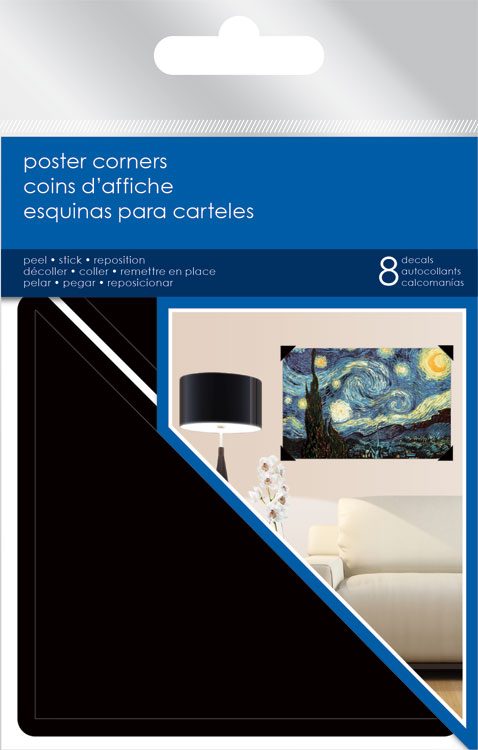 poster corners
coins d'affiche
esquinas para carteles
peel • stick • reposition
décoller • coller • remettre en place
pelar • pegar • reposicionar
8 decals
autocollants
calcomanías